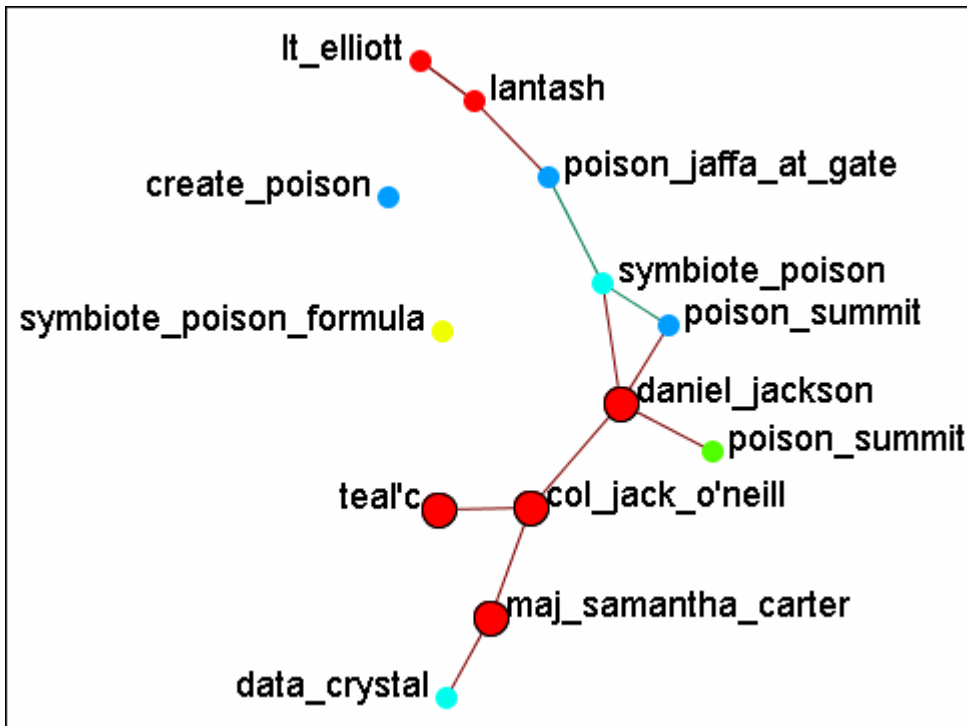 lt_elliott
lantash
poison_jaffa_at_gate
create_poison
symbiote_poison
symbiote_poison_formula
poison_summit
daniel_jackson
poison_summit
teal'c
col_jack_o'neill
maj_samantha_carter
data_crystal